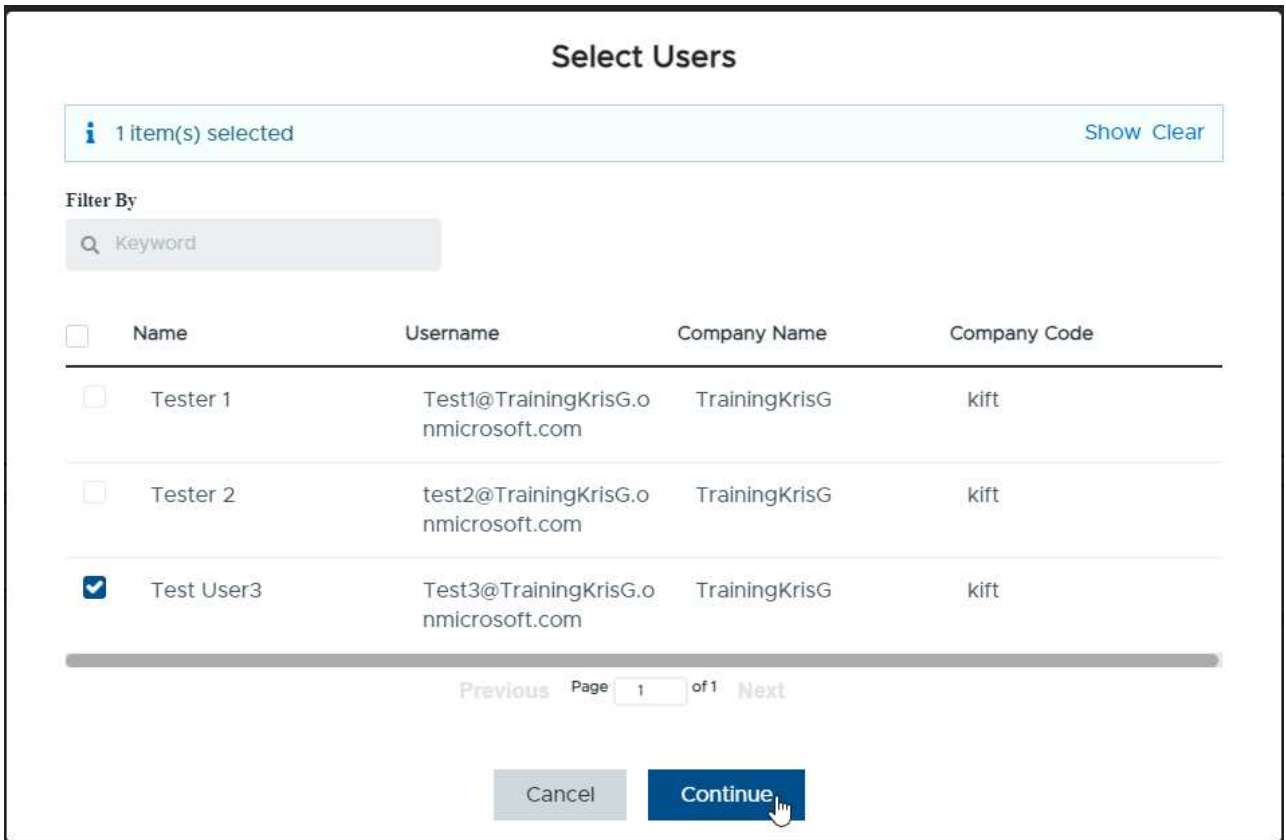 Select Users
1 item(s) selected Show Clear
Filter By
Keyword
Name Username Company Name Company Code
Tester 1 Test1@TrainingKrisG.o TrainingKrisG kift
nmicrosoft.com
Tester 2 test2@TrainingKrisG.o TrainingKrisG kift
nmicrosoft.com
Test User3 Test3@TrainingKrisG.o TrainingKrisG kift
nmicrosoft.com
Previous Page 1 of 1 Next
Cancel Continue